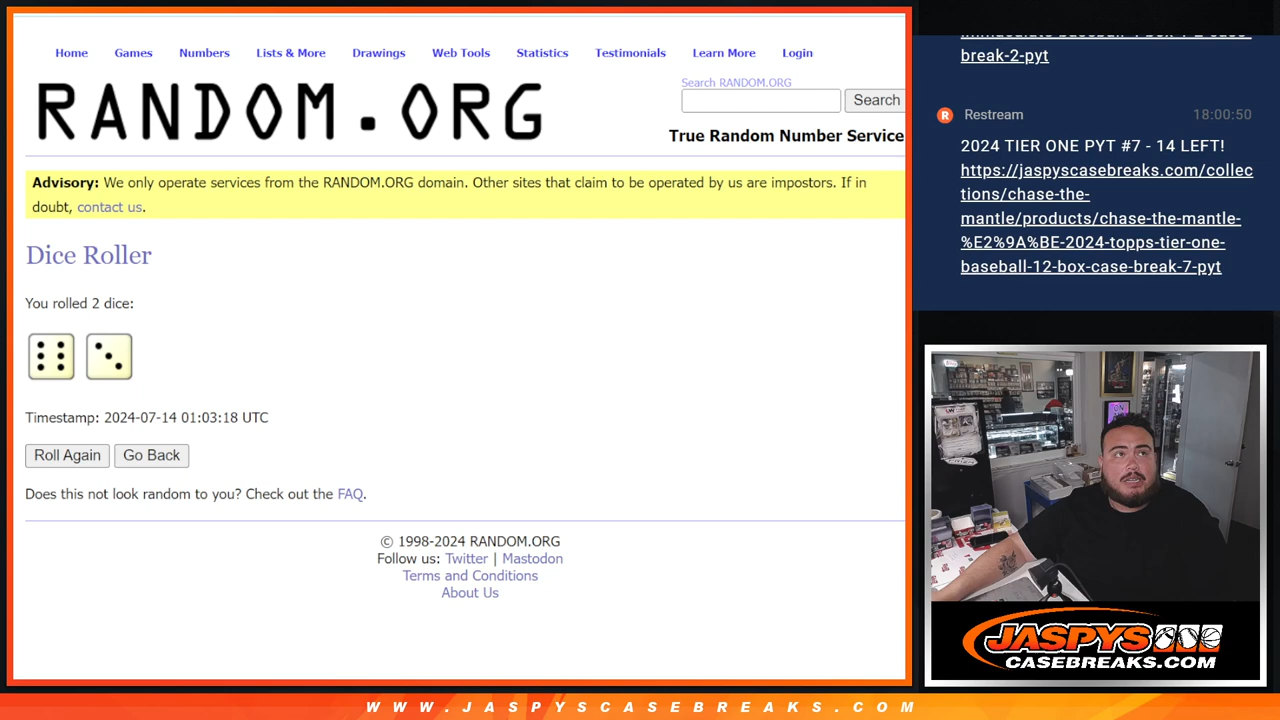 Home Games Numbers Lists & More Drawings Web Tools Statistics Testimonials Learn More Login
RANDOM.ORG
Search RANDOM.ORG
Search
True Random Number Service
Advisory: We only operate services from the RANDOM.ORG domain. Other sites that claim to be operated by us are impostors. If in
doubt, contact us.
Dice Roller
You rolled 2 dice:
Timestamp: 2024-07-14 01:03:18 UTC
Roll Again Go Back
Does this not look random to you? Check out the FAQ.
© 1998-2024 RANDOM.ORG
Follow us: Twitter | Mastodon
Terms and Conditions
About Us
break-2-pyt
Restream 18:00:50
2024 TIER ONE PYT #7 - 14 LEFT!
https://jaspyscasebreaks.com/collec
tions/chase-the-
mantle/products/chase-the-mantle-
%E2%9A%BE-2024-topps-tier-one-
baseball-12-box-case-break-7-pyt
JASPYS
CASEBREAKS.COM
WWW.JASPYSCASEBREAKS.COM